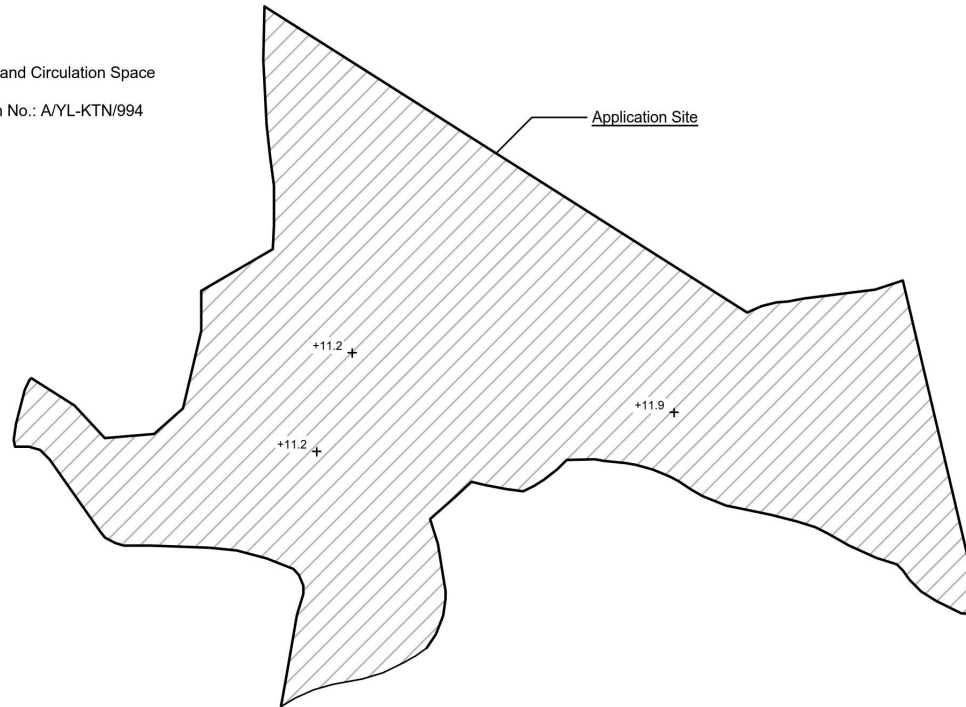 and Circulation Space
No.: A/YL-KTN/994
Application Site
+11.2
+11.9
+11.2